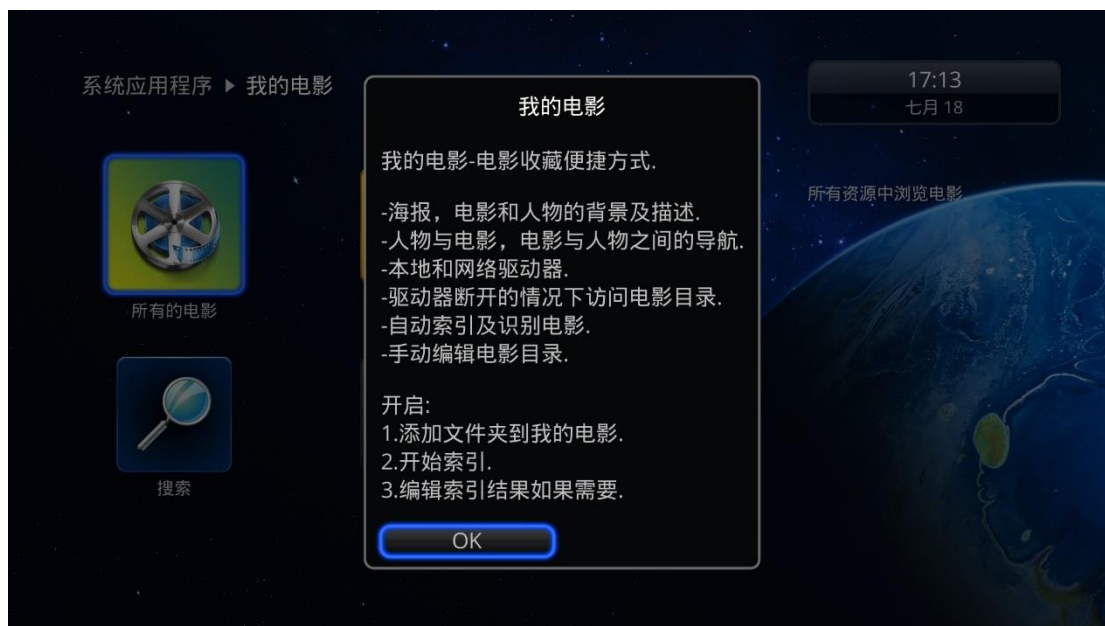 系统应用程序 ▶ 我的电影
17:13
七月 18
我的电影
我的电影-电影收藏便捷方式.
-海报，电影和人物的背景及描述.
-人物与电影，电影与人物之间的导航.
-本地和网络驱动器.
-驱动器断开的情况下访问电影目录.
-自动索引及识别电影.
-手动编辑电影目录.
开启:
1.添加文件夹到我的电影.
2.开始索引.
3.编辑索引结果如果需要.
OK
所有的电影
搜索
所有资源中浏览电影